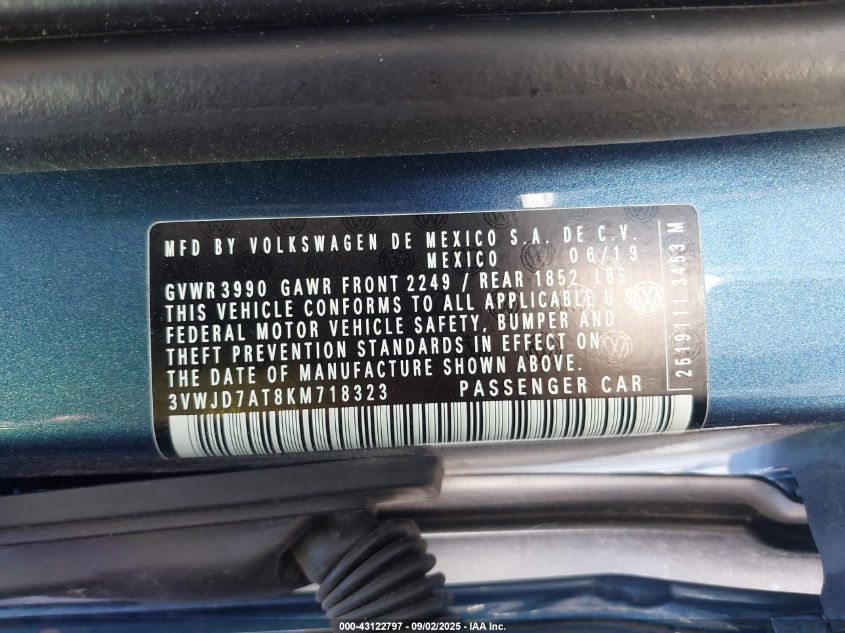 MFD BY VOLKSWAGEN DE MEXICO S.A. DE C.V.
MEXICO 06/19
GVWR 3990 GAWR FRONT 2249 / REAR 1852 LBS
THIS VEHICLE CONFORMS TO ALL APPLICABLE U.S.
FEDERAL MOTOR VEHICLE SAFETY, BUMPER AND
THEFT PREVENTION STANDARDS IN EFFECT ON
THE DATE OF MANUFACTURE SHOWN ABOVE.
3VWJD7AT8KM718323 PASSENGER CAR
2519111 3453 M
000-43122797 - 09/02/2025 - IAA Inc.